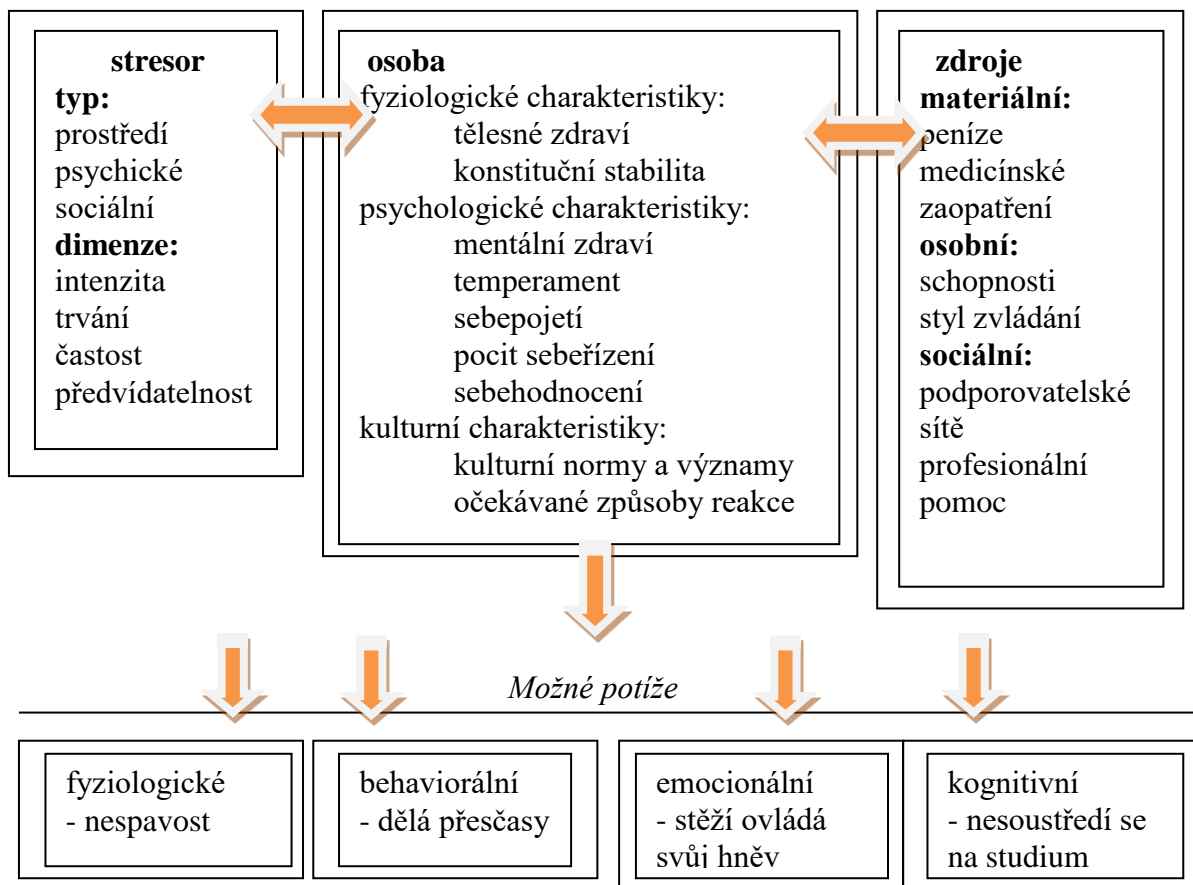 stresor
typ:
prostředí
psychické
sociální
dimenze:
intenzita
trvání
častost
předvídatelnost
osoba
fyziologické charakteristiky:
tělesné zdraví
konstituční stabilita
psychologické charakteristiky:
mentální zdraví
temperament
sebepojetí
pocit sebeřízení
sebehodnocení
kulturní charakteristiky:
kulturní normy a významy
očekávané způsoby reakce
zdroje
materiální:
peníze
medicínské
zaopatření
osobní:
schopnosti
styl zvládání
sociální:
podporovatelské
sítě
profesionální
pomoc
Možné potíže
fyziologické
- nespavost
behaviorální
- dělá přesčasy
emocionální
- stěží ovládá
svůj hněv
kognitivní
- nesoustředí se
na studium